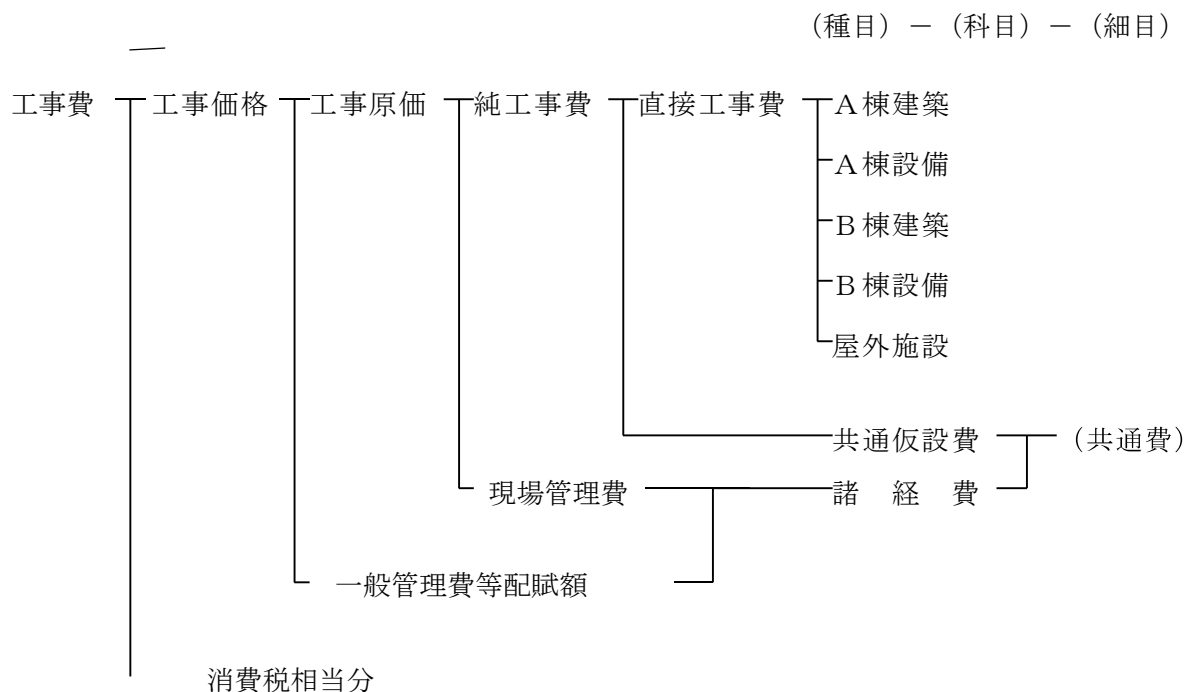 （種目）－（科目）－（細目）
工事費 工事価格 工事原価 純工事費 直接工事費 Ａ棟建築
Ａ棟設備
Ｂ棟建築
Ｂ棟設備
屋外施設
共通仮設費 （共通費）
現場管理費 諸　経　費
一般管理費等配賦額
消費税相当分